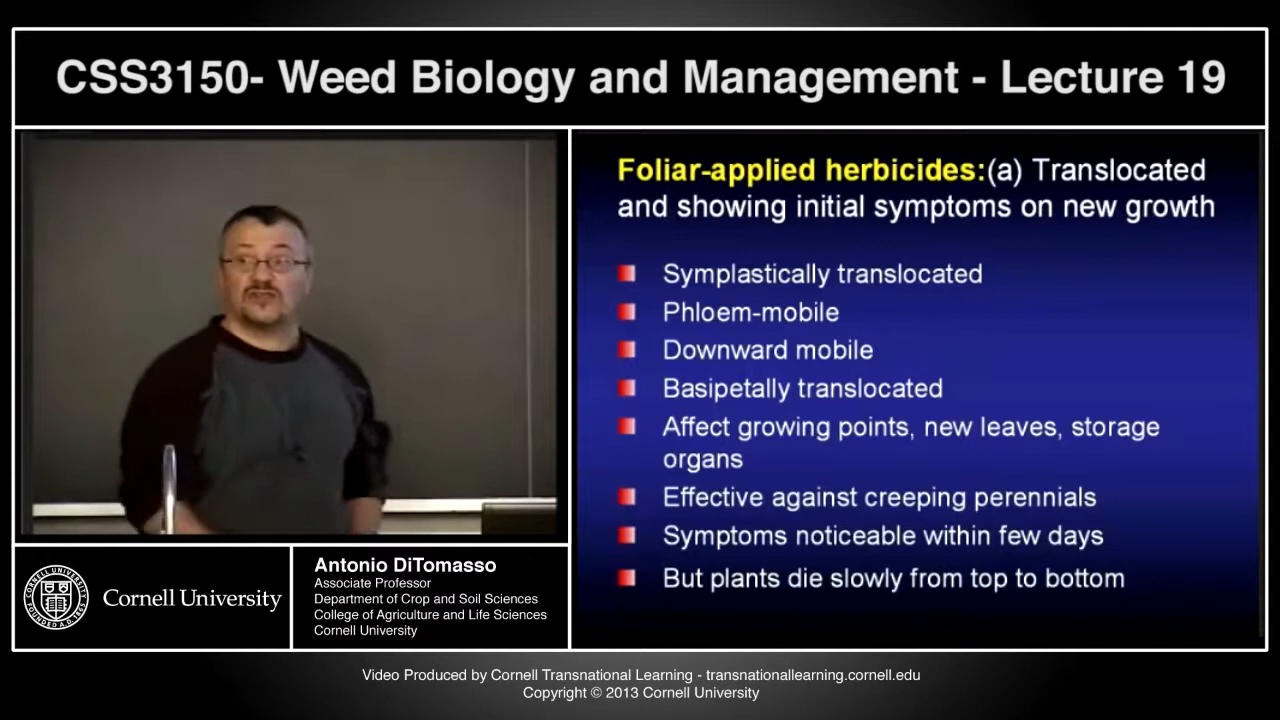 CSS3150- Weed Biology and Management - Lecture 19
Foliar-applied herbicides:(a) Translocated
and showing initial symptoms on new growth
Symplastically translocated
Phloem-mobile
Downward mobile
Basipetally translocated
Affect growing points, new leaves, storage
organs
Effective against creeping perennials
Symptoms noticeable within few days
But plants die slowly from top to bottom
Cornell University
Antonio DiTomasso
Associate Professor
Department of Crop and Soil Sciences
College of Agriculture and Life Sciences
Cornell University
Video Produced by Cornell Transnational Learning - transnationallearning.cornell.edu
Copyright © 2013 Cornell University